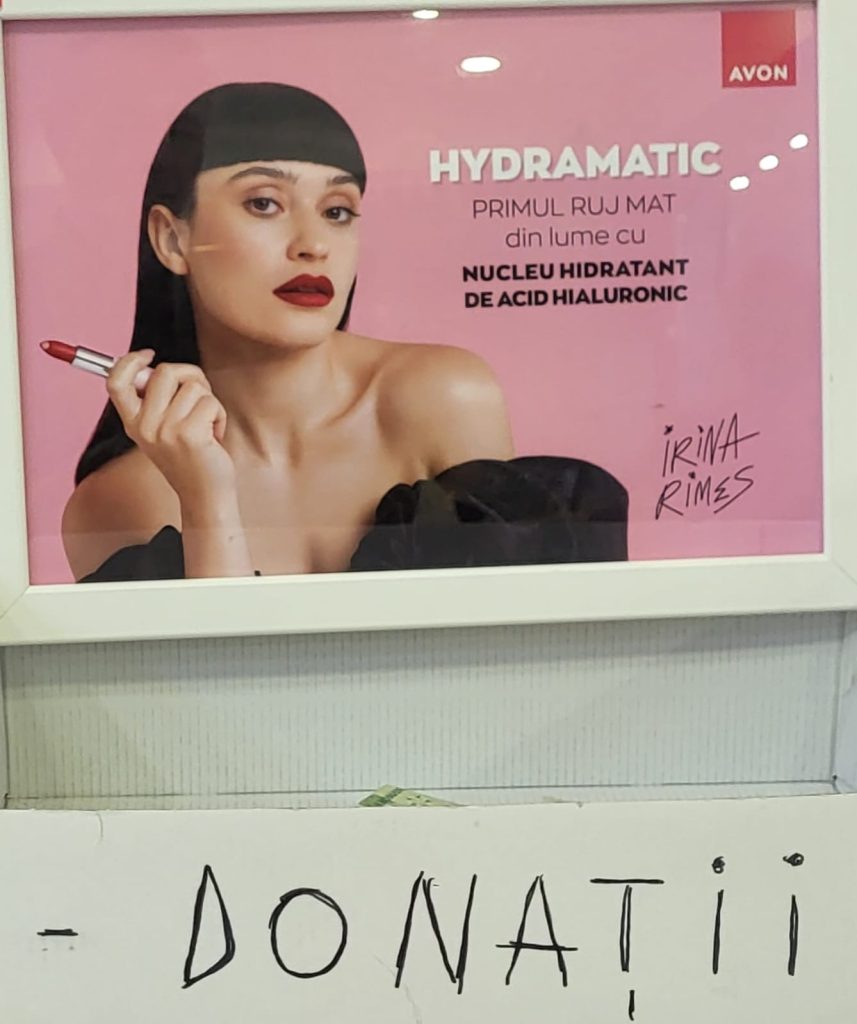 AVON
HYDRAMATIC
PRIMUL RUJ MAT
din lume cu
NUCLEU HIDRATANT
DE ACID HIALURONIC
iRiNA
RiMES
- DONAȚii